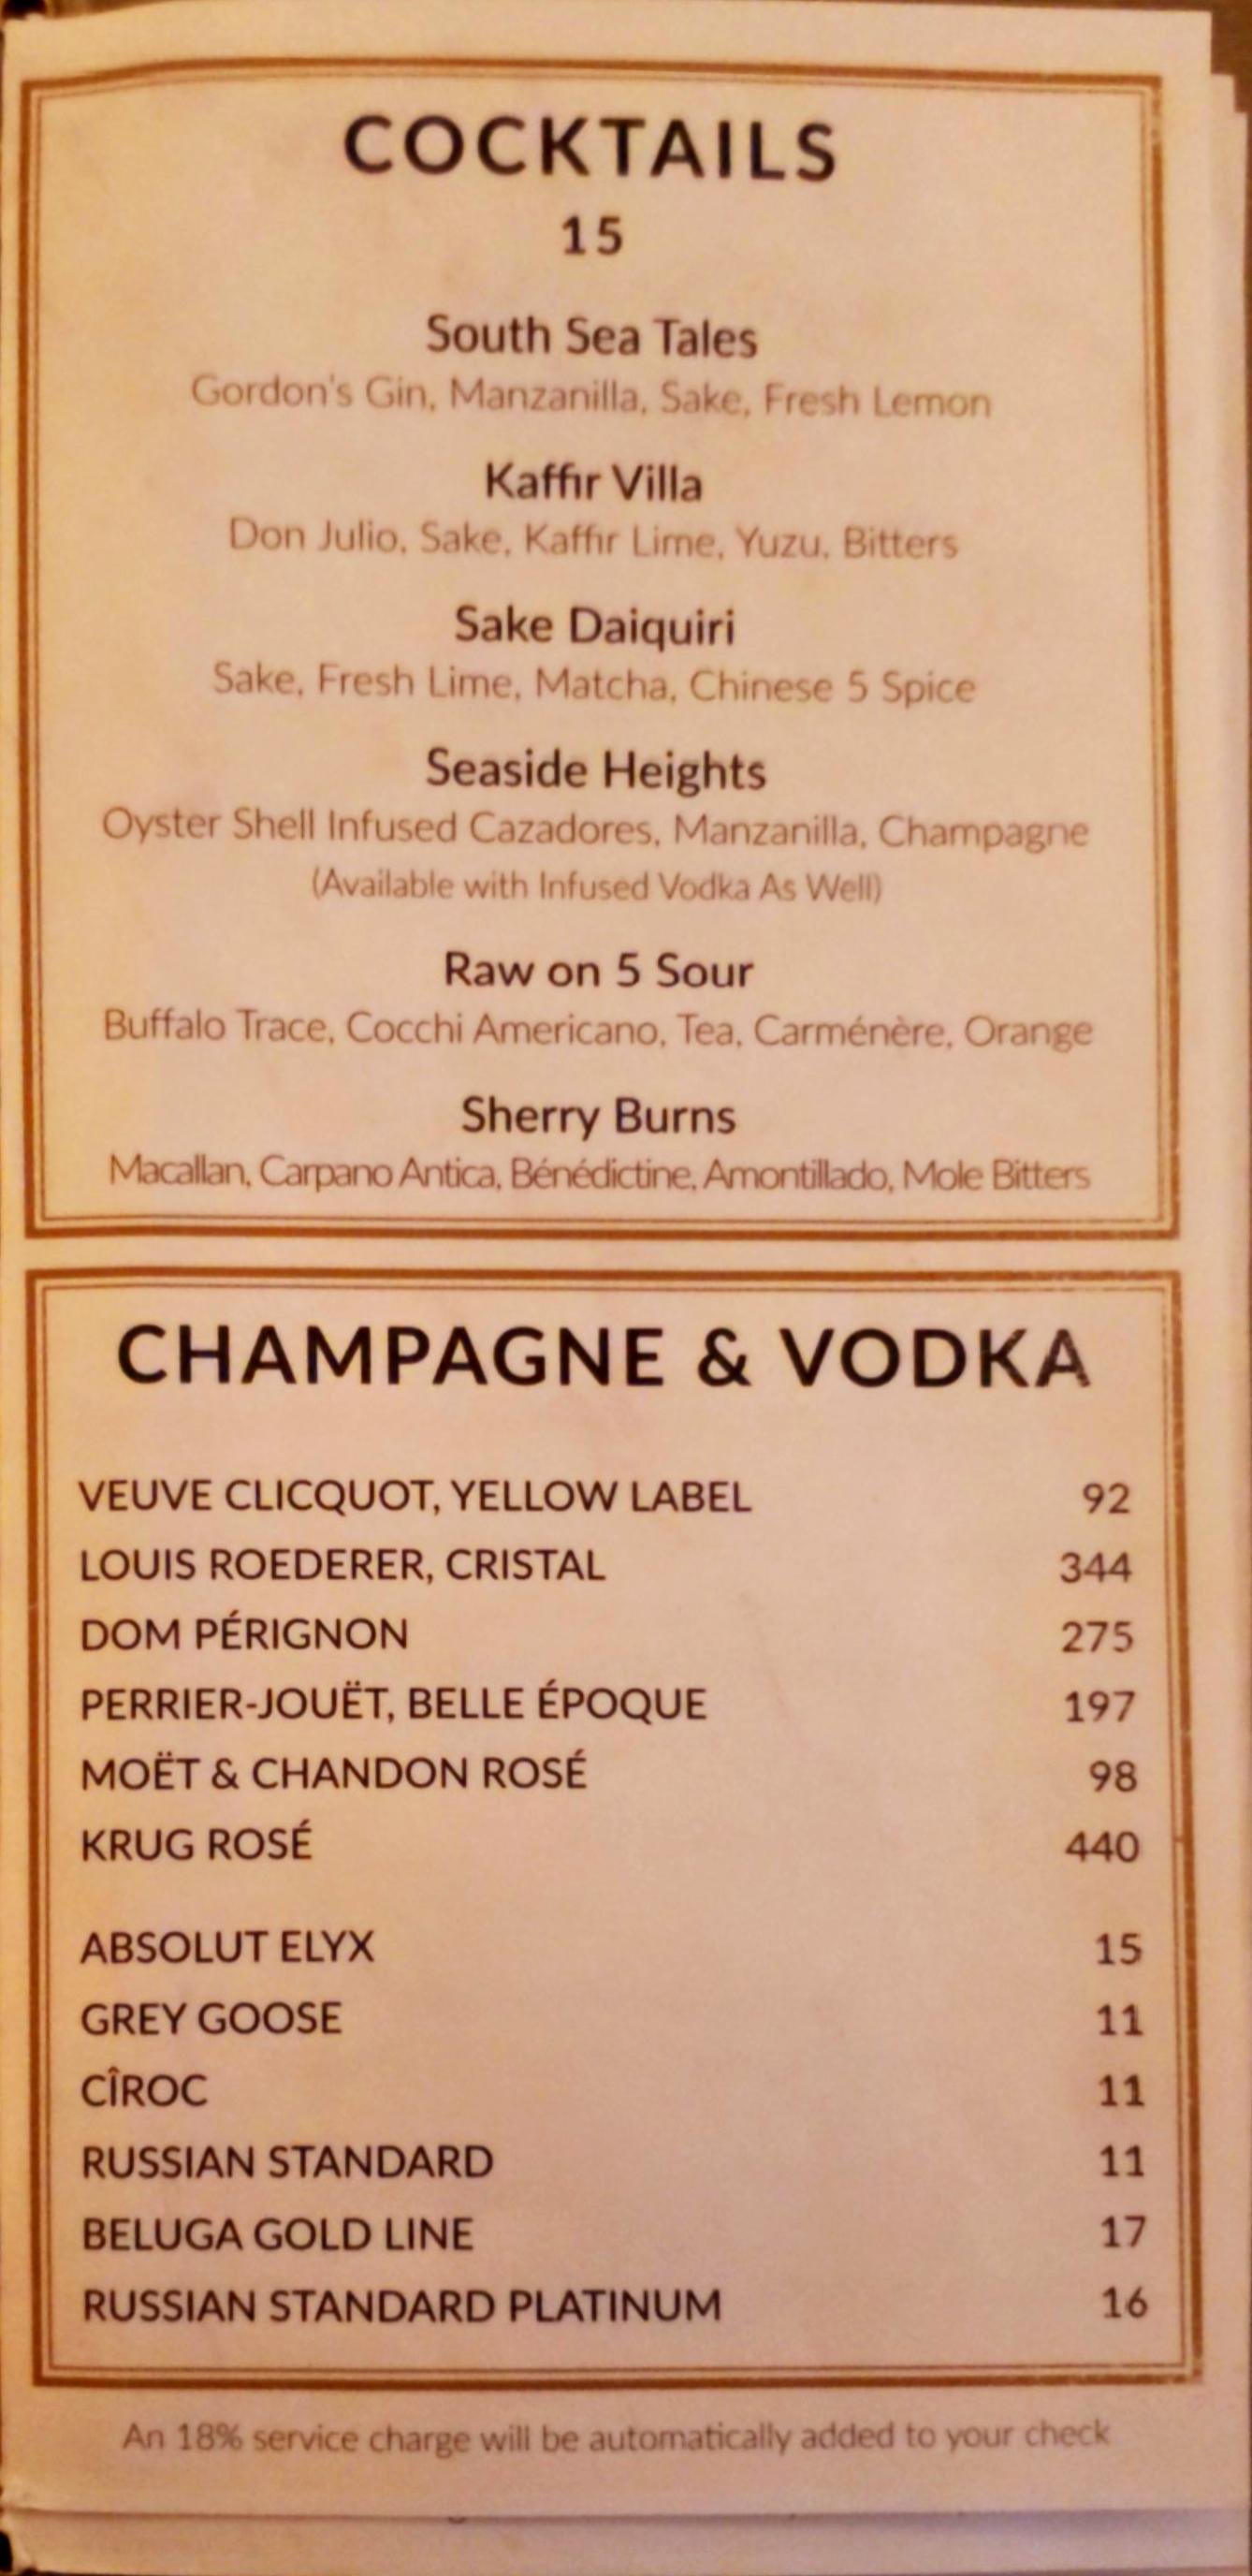 COCKTAILS
15
South Sea Tales
Gordon's Gin, Manzanilla, Sake, Fresh Lemon
Kaffir Villa
Don Julio, Sake, Kaffir Lime, Yuzu, Bitters
Sake Daiquiri
Sake, Fresh Lime, Matcha, Chinese 5 Spice
Seaside Heights
Oyster Shell Infused Cazadores, Manzanilla, Champagne
(Available with Infused Vodka As Well)
Raw on 5 Sour
Buffalo Trace, Cocchi Americano, Tea, Carménère, Orange
Sherry Burns
Macallan, Carpano Antica, Bénédictine, Amontillado, Mole Bitters
CHAMPAGNE & VODKA
VEUVE CLICQUOT, YELLOW LABEL 92
LOUIS ROEDERER, CRISTAL 344
DOM PÉRIGNON 275
PERRIER-JOUËT, BELLE ÉPOQUE 197
MOËT & CHANDON ROSÉ 98
KRUG ROSÉ 440
ABSOLUT ELYX 15
GREY GOOSE 11
CÎROC 11
RUSSIAN STANDARD 11
BELUGA GOLD LINE 17
RUSSIAN STANDARD PLATINUM 16
An 18% service charge will be automatically added to your check